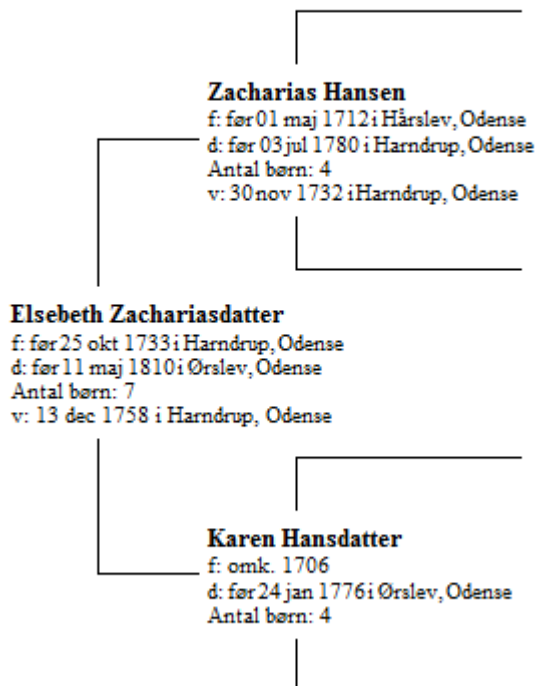 Zacharias Hansen
f: før 01 maj 1712 i Hårslev, Odense
d: før 03 jul 1780 i Harndrup, Odense
Antal børn: 4
v: 30 nov 1732 i Harndrup, Odense
Elsebeth Zachariasdatter
f: før 25 okt 1733 i Harndrup, Odense
d: før 11 maj 1810 i Ørslev, Odense
Antal børn: 7
v: 13 dec 1758 i Harndrup, Odense
Karen Hansdatter
f: omk. 1706
d: før 24 jan 1776 i Ørslev, Odense
Antal børn: 4